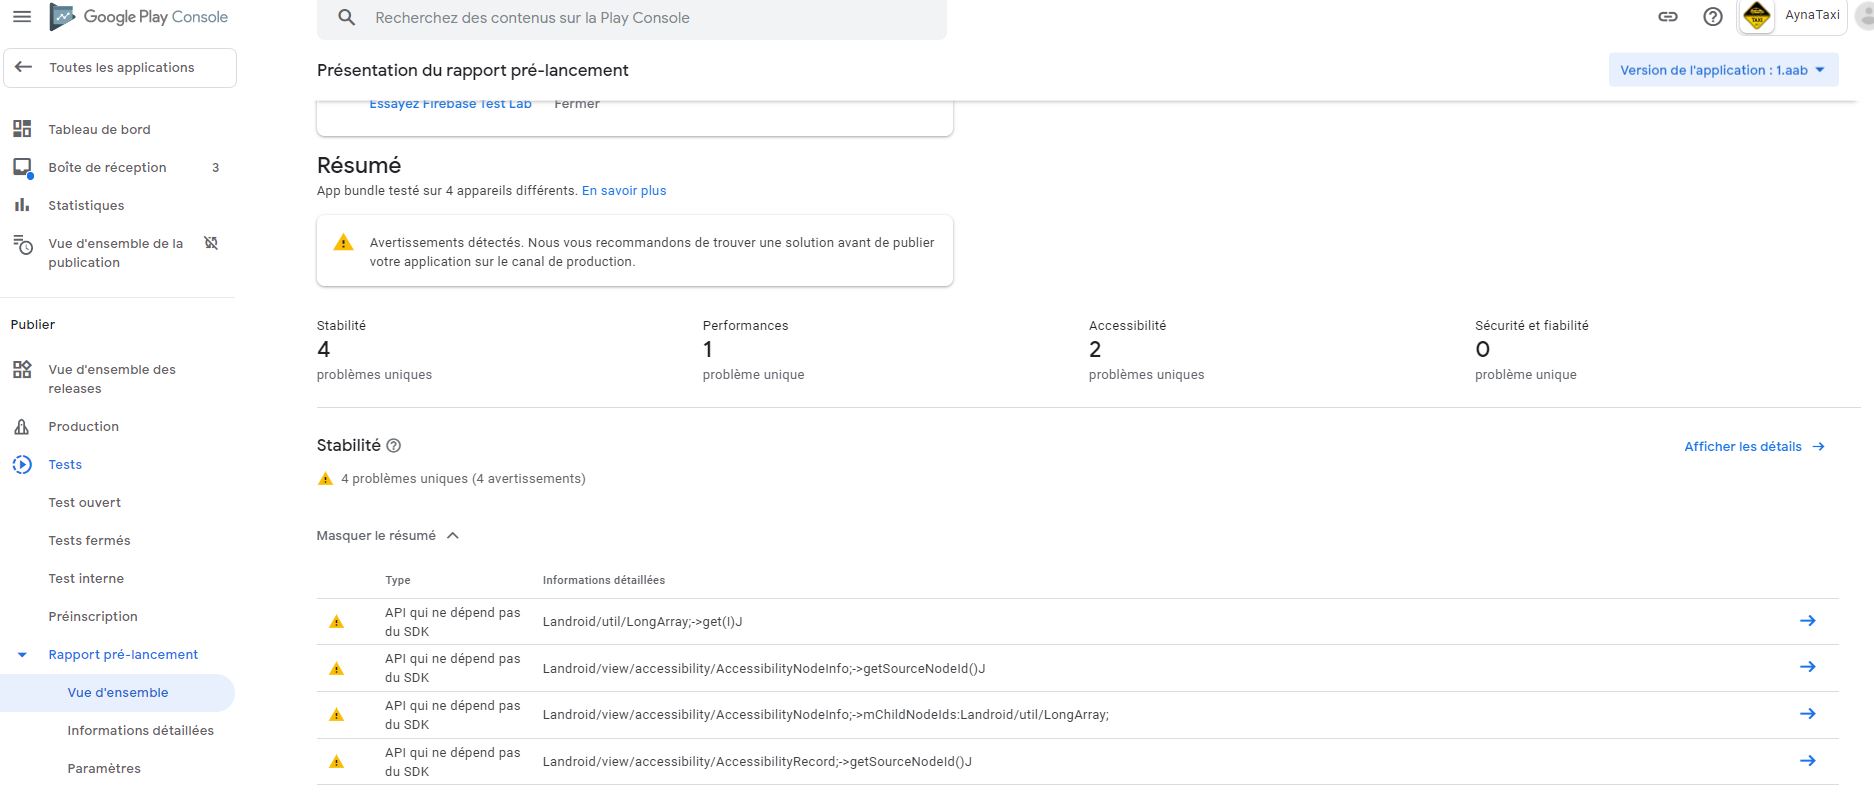 Google Play Console
Recherchez des contenus sur la Play Console
AynaTaxi
Toutes les applications
Présentation du rapport pré-lancement
Version de l'application : 1.aab
Essayez Firebase Test Lab
Fermer
Tableau de bord
Boîte de réception
3
Statistiques
Vue d'ensemble de la
publication
Publier
Vue d'ensemble des
releases
Production
Tests
Test ouvert
Tests fermés
Test interne
Préinscription
Rapport pré-lancement
Vue d'ensemble
Informations détaillées
Paramètres
Résumé
App bundle testé sur 4 appareils différents. En savoir plus
Avertissements détectés. Nous vous recommandons de trouver une solution avant de publier
votre application sur le canal de production.
Stabilité
4
problèmes uniques
Performances
1
problème unique
Accessibilité
2
problèmes uniques
Sécurité et fiabilité
0
problème unique
Stabilité
Afficher les détails
4 problèmes uniques (4 avertissements)
Masquer le résumé
Type
Informations détaillées
API qui ne dépend pas
du SDK
Landroid/util/LongArray;->get(I)J
API qui ne dépend pas
du SDK
Landroid/view/accessibility/AccessibilityNodeInfo;->getSourceNodeId()J
API qui ne dépend pas
du SDK
Landroid/view/accessibility/AccessibilityNodeInfo;->mChildNodeIds:Landroid/util/LongArray;
API qui ne dépend pas
du SDK
Landroid/view/accessibility/AccessibilityRecord;->getSourceNodeId()J